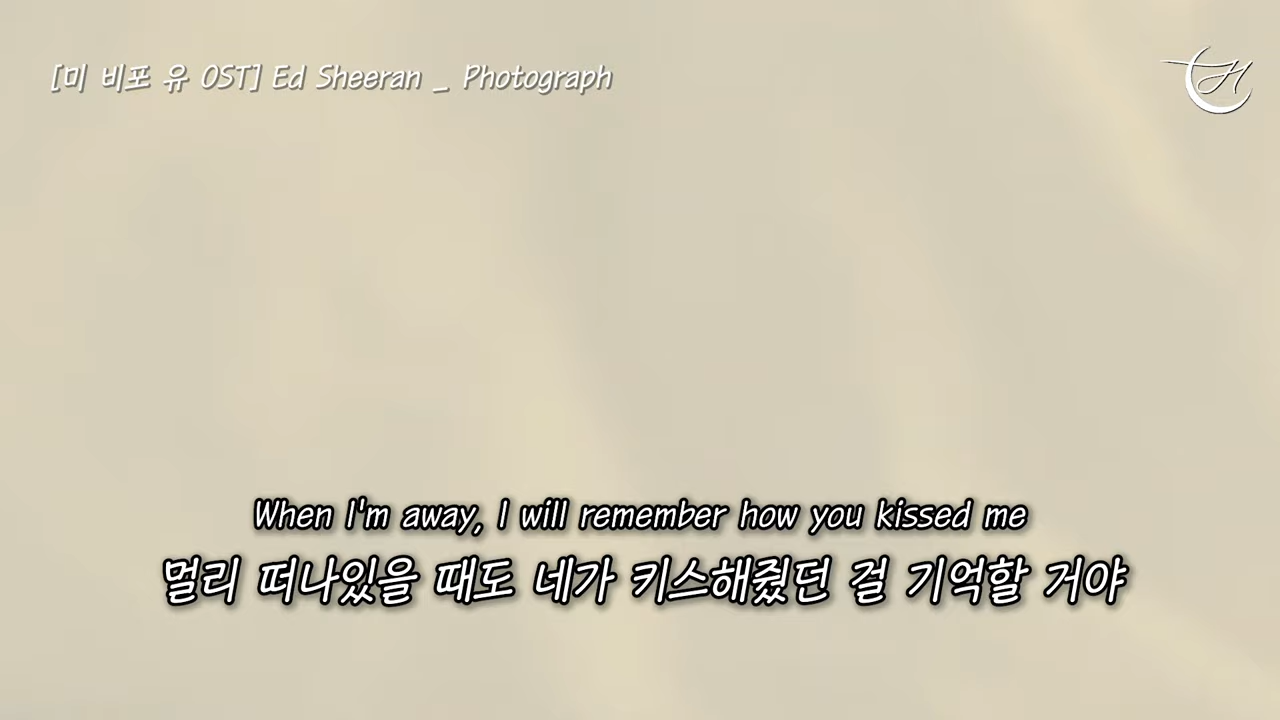 [미 비포 유 OST] Ed Sheeran _ Photograph
When I'm away, I will remember how you kissed me
멀리 떠나있을 때도 네가 키스해줬던 걸 기억할 거야